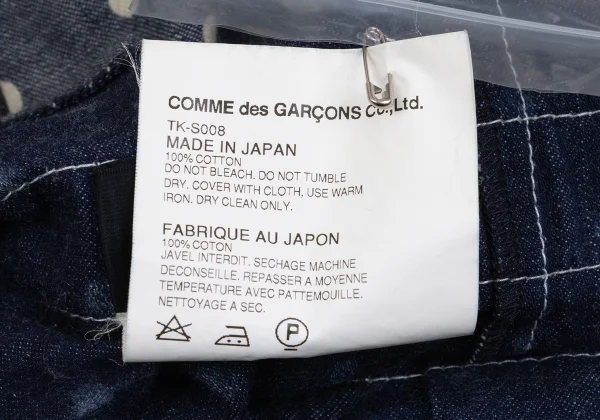 COMME des GARÇONS Co.,Ltd.
TK-S008
MADE IN JAPAN
100% COTTON
DO NOT BLEACH. DO NOT TUMBLE
DRY. COVER WITH CLOTH, USE WARM
IRON. DRY CLEAN ONLY.
FABRIQUE AU JAPON
100% COTON
JAVEL INTERDIT. SECHAGE MACHINE
DECONSEILLE. REPASSER A MOYENNE
TEMPERATURE AVEC PATTEMOUILLE.
NETTOYAGE A SEC.
P